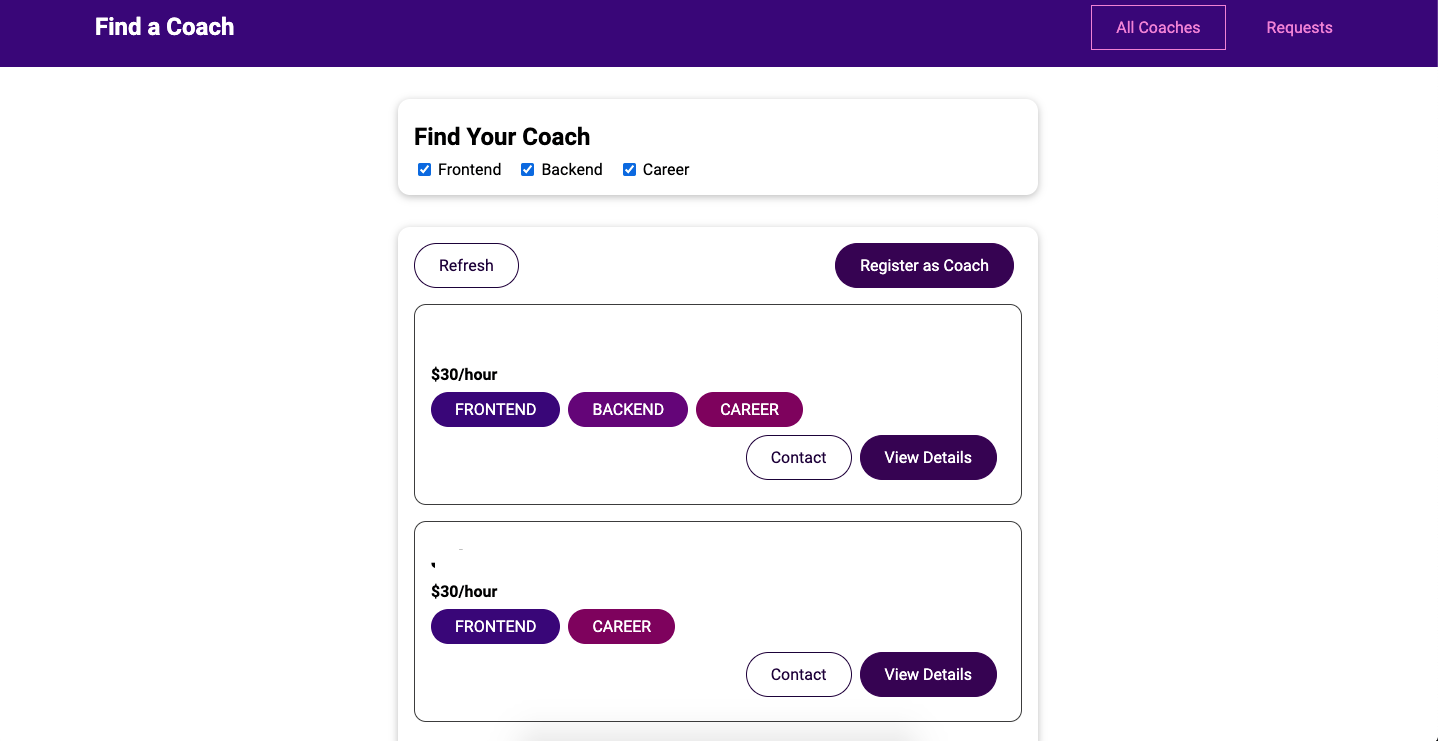 Find a Coach All Coaches Requests
Find Your Coach
Frontend Backend Career
Refresh Register as Coach
$30/hour
FRONTEND BACKEND CAREER
Contact View Details
$30/hour
FRONTEND CAREER
Contact View Details